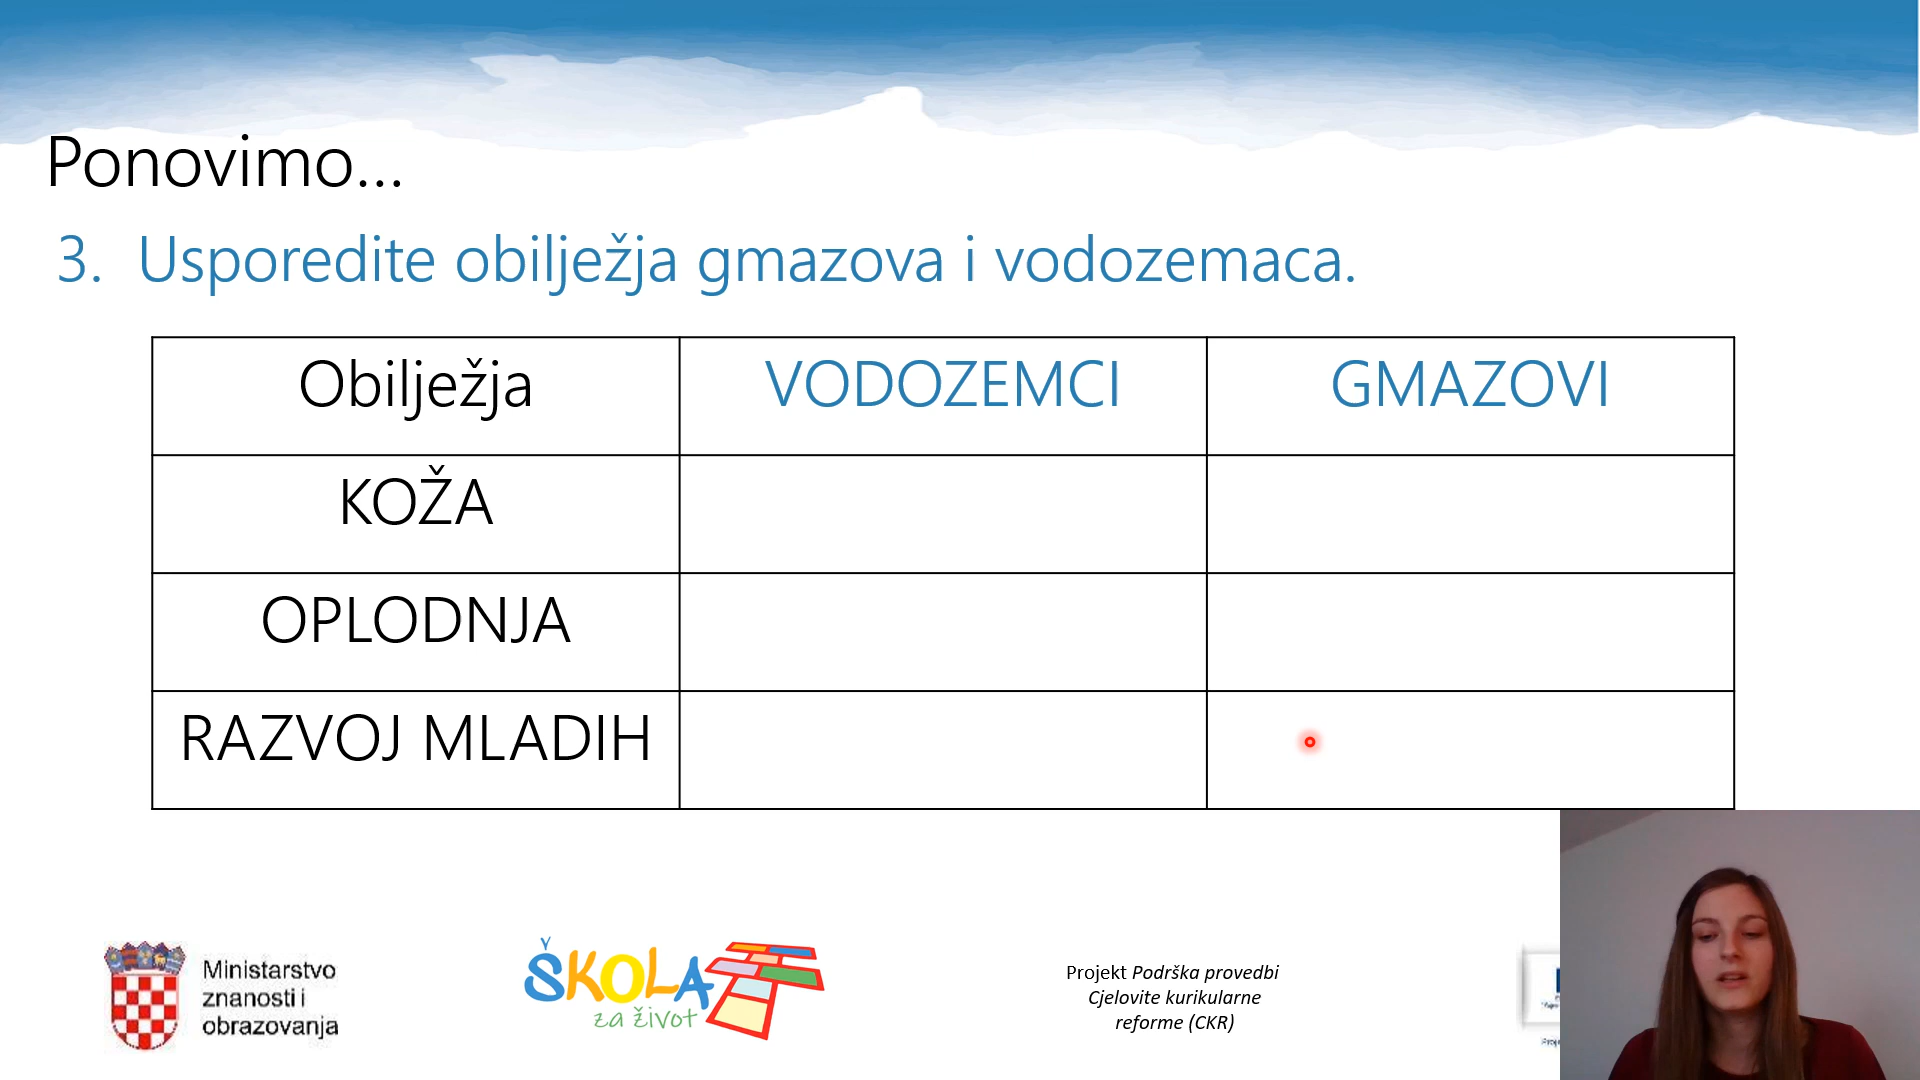 Ponovimo...
3. Usporedite obilježja gmazova i vodozemaca.
Obilježja VODOZEMCI GMAZOVI
KOŽA
OPLODNJA
RAZVOJ MLADIH
Ministarstvo
znanosti i
obrazovanja
ŠKOLA
za život
Projekt Podrška provedbi
Cjelovite kurikularne
reforme (CKR)